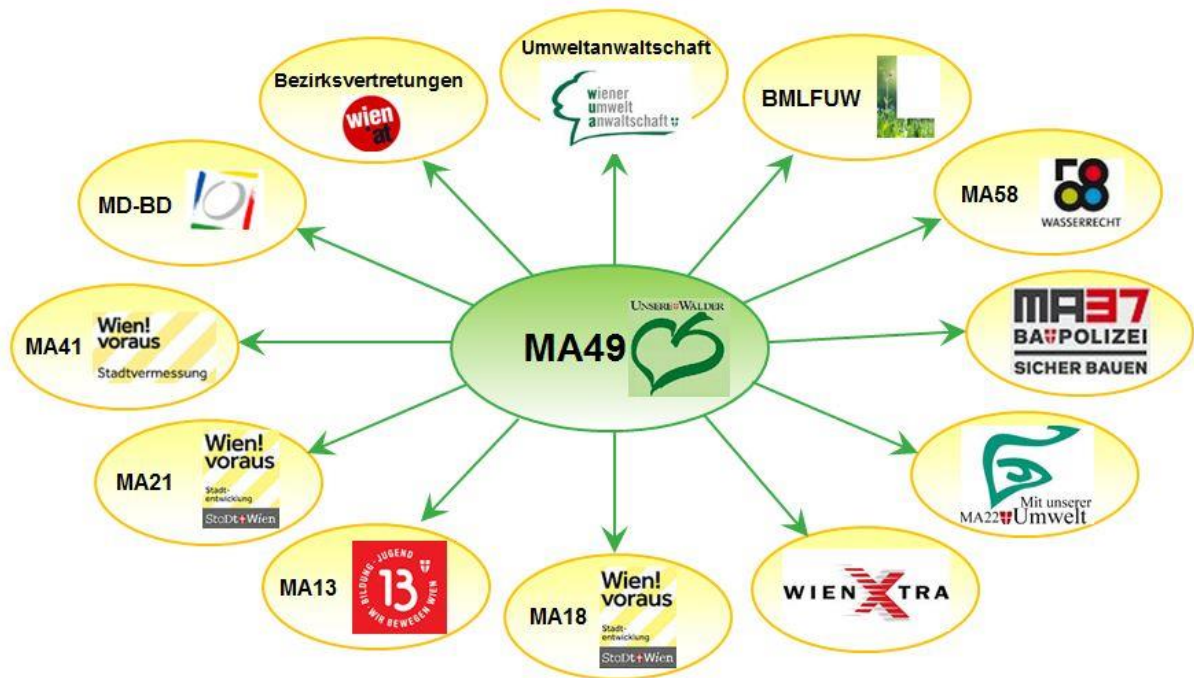 Umweltanwaltschaft
wiener
umwelt
anwaltschaft
Bezirksvertretungen
wien
.at
BMLFUW
L
MD-BD
MA58
58
WASSERRECHT
MA41
Wien!
voraus
Stadtvermessung
MA49
UNSERE WÄLDER
MA37
BAUPOLIZEI
SICHER BAUEN
MA21
Wien!
voraus
Stadt-
entwicklung
StaDt Wien
Mit unserer
MA22 Umwelt
MA13
BILDUNG · JUGEND
13
· WIR BEWEGEN WIEN
MA18
Wien!
voraus
Stadt-
entwicklung
StaDt Wien
WIENXTRA